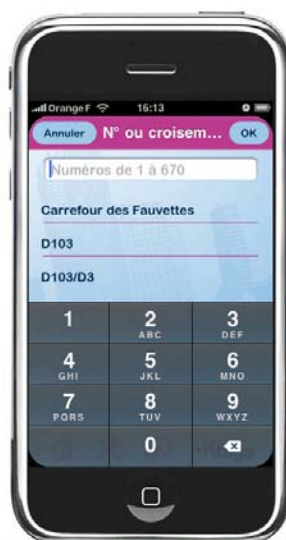 Orange F 16:13
Annuler N° ou croisem... OK
Numéros de 1 à 670
Carrefour des Fauvettes
D103
D103/D3
1 2 3
ABC DEF
4 5 6
GHI JKL MNO
7 8 9
PQRS TUV WXYZ
0